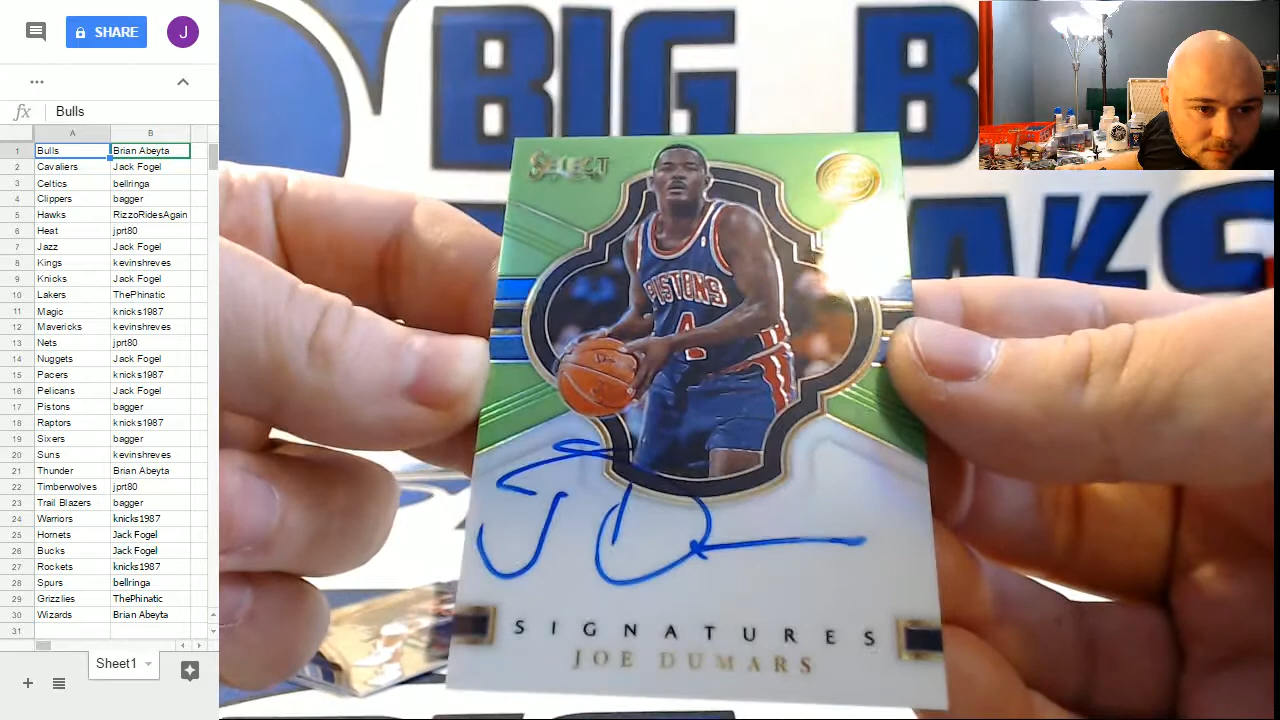 SHARE
J
...
fx Bulls
A B
1 Bulls Brian Abeyta
2 Cavaliers Jack Fogel
3 Celtics bellringa
4 Clippers bagger
5 Hawks RizzoRidesAgain
6 Heat jprt80
7 Jazz Jack Fogel
8 Kings kevinshreves
9 Knicks Jack Fogel
10 Lakers ThePhinatic
11 Magic knicks1987
12 Mavericks kevinshreves
13 Nets jprt80
14 Nuggets Jack Fogel
15 Pacers knicks1987
16 Pelicans Jack Fogel
17 Pistons bagger
18 Raptors knicks1987
19 Sixers bagger
20 Suns kevinshreves
21 Thunder Brian Abeyta
22 Timberwolves jprt80
23 Trail Blazers bagger
24 Warriors knicks1987
25 Hornets Jack Fogel
26 Bucks Jack Fogel
27 Rockets knicks1987
28 Spurs bellringa
29 Grizzlies ThePhinatic
30 Wizards Brian Abeyta
31
Sheet1
BIG B
AKS
SELECT
PISTONS
4
SIGNATURES
JOE DUMARS